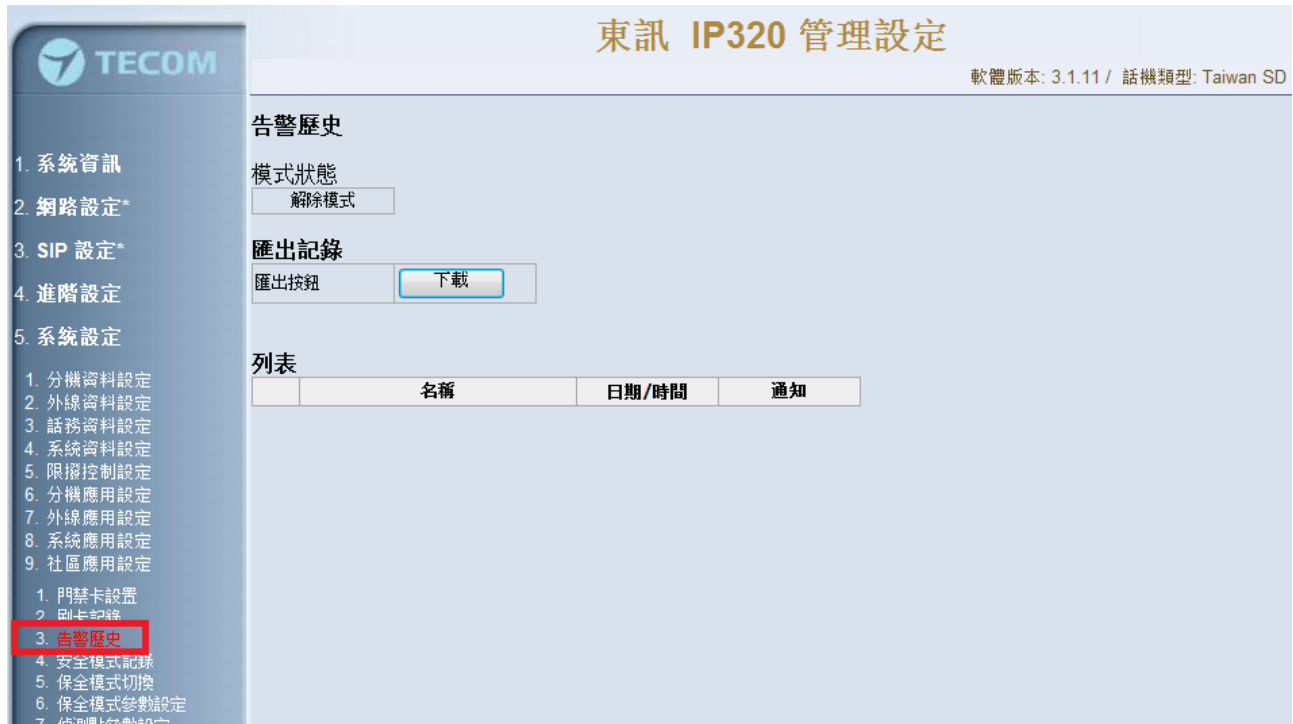 TECOM
東訊 IP320 管理設定
軟體版本: 3.1.11 / 話機類型: Taiwan SD
1. 系統資訊
2. 網路設定*
3. SIP 設定*
4. 進階設定
5. 系統設定
1. 分機資料設定
2. 外線資料設定
3. 話務資料設定
4. 系統資料設定
5. 限撥控制設定
6. 分機應用設定
7. 外線應用設定
8. 系統應用設定
9. 社區應用設定
1. 門禁卡設置
2. 刷卡記錄
3. 告警歷史
4. 安全模式記錄
5. 保全模式切換
6. 保全模式參數設定
7. 偵測點參數設定
告警歷史
模式狀態
解除模式
匯出記錄
匯出按鈕 下載
列表
名稱 日期/時間 通知